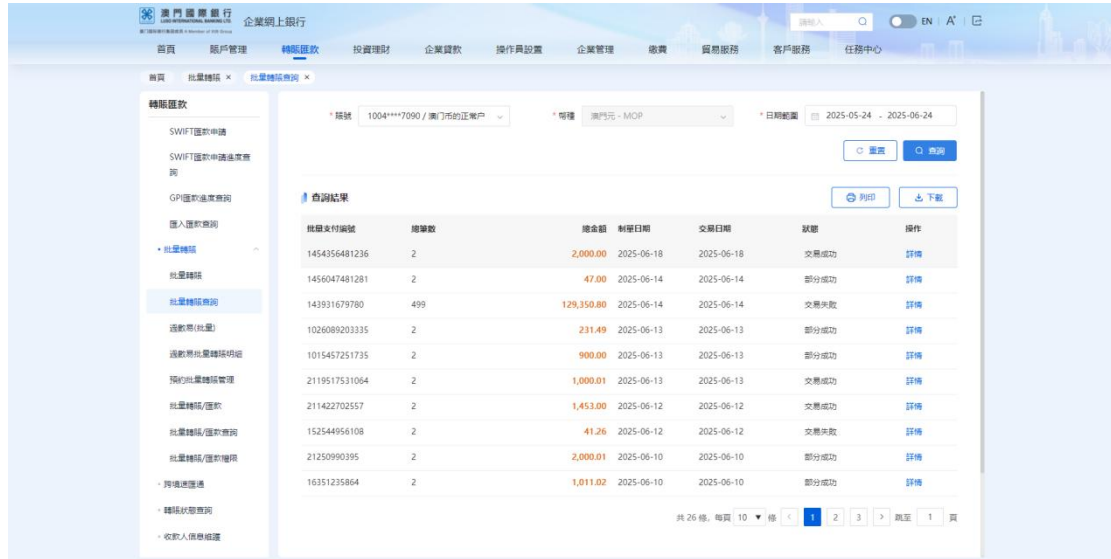 澳門國際銀行 企業網上銀行
LUSO INTERNATIONAL BANKING LTD.
請輸入 EN A
首頁 賬戶管理 轉賬匯款 投資理財 企業貸款 操作員設置 企業管理 繳費 貿易服務 客戶服務 任務中心
首頁 批量轉賬 × 批量轉賬查詢 ×
轉賬匯款
SWIFT匯款申請
SWIFT匯款申請進度查
詢
GPI匯款進度查詢
匯入匯款查詢
批量轉賬
批量轉賬
批量轉賬查詢
過數易(批量)
過數易批量轉賬明細
預約批量轉賬管理
批量轉賬/匯款
批量轉賬/匯款查詢
批量轉賬/匯款權限
跨境速匯通
轉賬狀態查詢
收款人信息維護
* 賬號 1004****7090 / 澳门币的正常户 * 幣種 澳門元 - MOP * 日期範圍 2025-05-24 - 2025-06-24
重置 查詢
查詢結果 列印 下載
批量支付編號 總筆數 總金額 制單日期 交易日期 狀態 操作
1454356481236 2 2,000.00 2025-06-18 2025-06-18 交易成功 詳情
1456047481281 2 47.00 2025-06-14 2025-06-14 部分成功 詳情
143931679780 499 129,350.80 2025-06-14 2025-06-14 交易失敗 詳情
1026089203335 2 231.49 2025-06-13 2025-06-13 部分成功 詳情
1015457251735 2 900.00 2025-06-13 2025-06-13 部分成功 詳情
2119517531064 2 1,000.01 2025-06-13 2025-06-13 交易成功 詳情
211422702557 2 1,453.00 2025-06-12 2025-06-12 交易成功 詳情
152544956108 2 41.26 2025-06-12 2025-06-12 交易失敗 詳情
21250990395 2 2,000.01 2025-06-10 2025-06-10 部分成功 詳情
16351235864 2 1,011.02 2025-06-10 2025-06-10 部分成功 詳情
共 26 條, 每頁 10 ▼ 條 < 1 2 3 > 跳至 1 頁